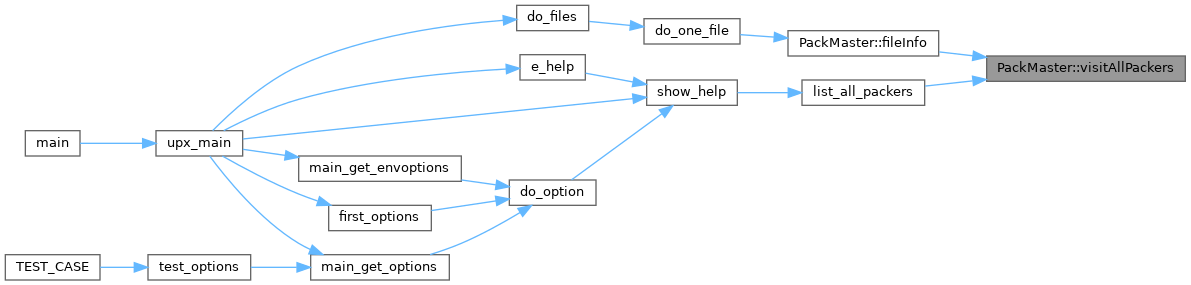 do_files
do_one_file
PackMaster::fileInfo
e_help
PackMaster::visitAllPackers
show_help
list_all_packers
main
upx_main
main_get_envoptions
do_option
first_options
TEST_CASE
test_options
main_get_options